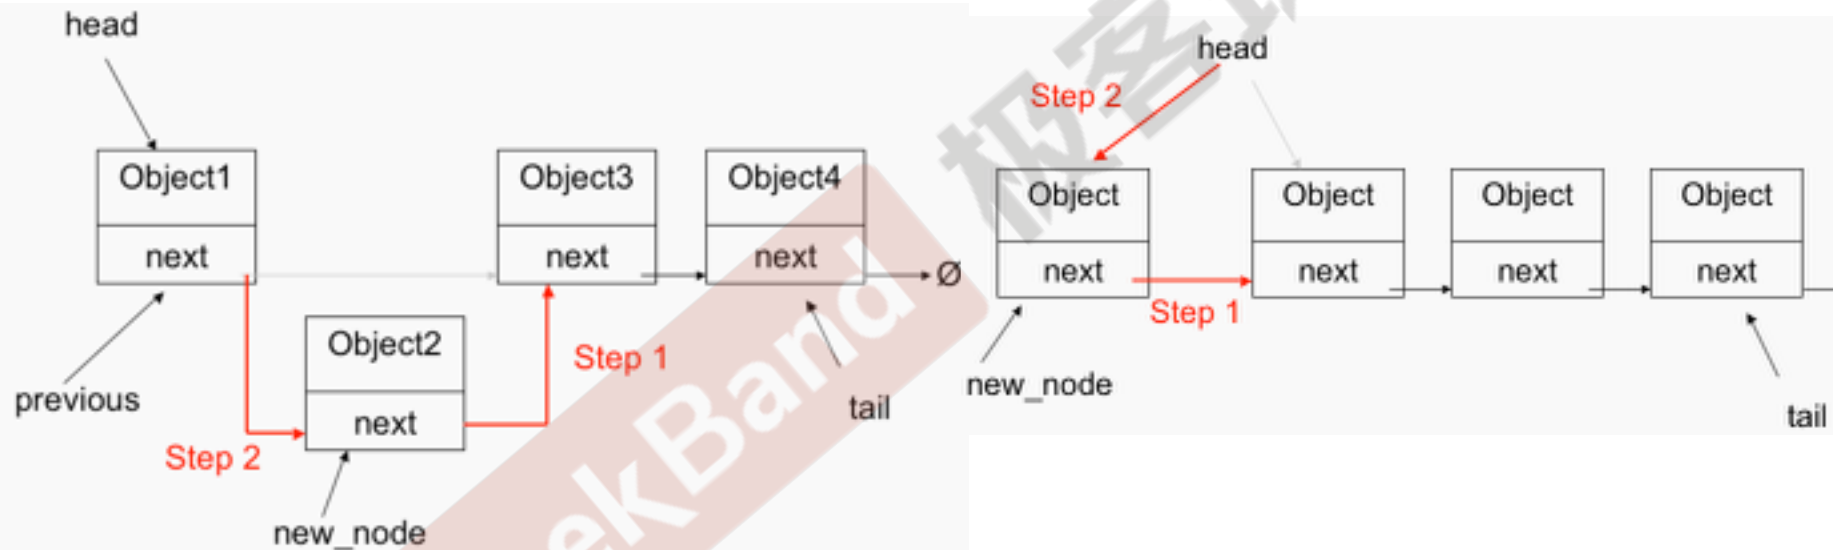 head
Object1
next
Object3
next
Object4
next
Ø
previous
Object2
next
Step 1
Step 2
new_node
tail
head
Step 2
Object
next
Object
next
Object
next
Object
next
Step 1
new_node
tail
极客
ekBand